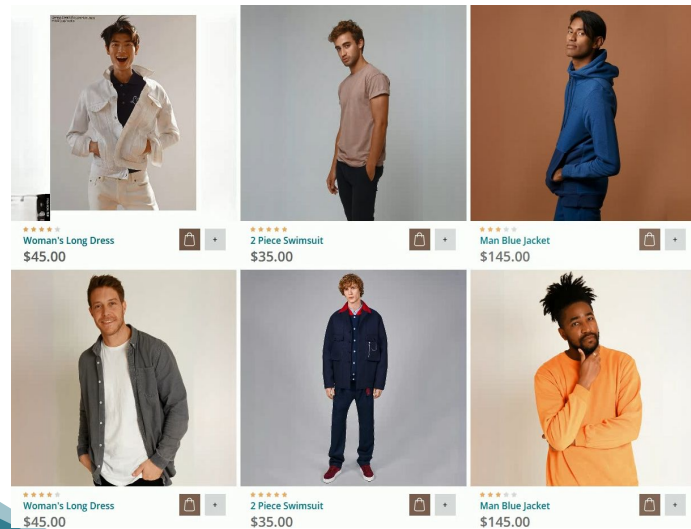 Woman's Long Dress
+
$45.00
2 Piece Swimsuit
+
$35.00
Man Blue Jacket
+
$145.00
Woman's Long Dress
+
$45.00
2 Piece Swimsuit
+
$35.00
Man Blue Jacket
+
$145.00